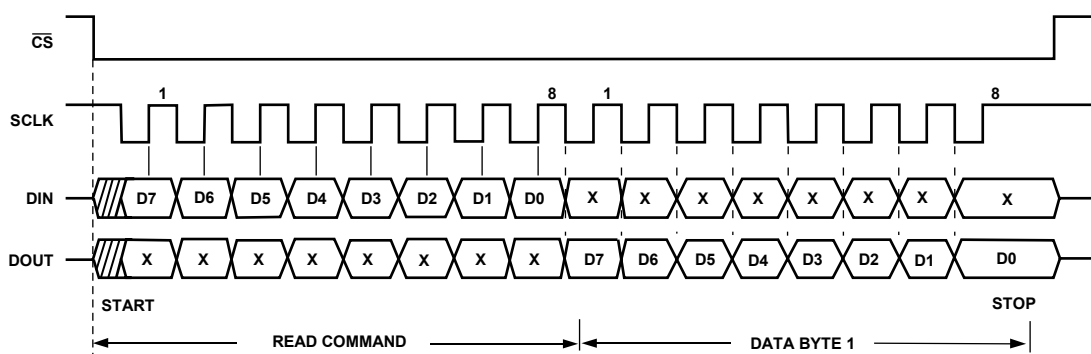 CS
1 8 1 8
SCLK
DIN D7 D6 D5 D4 D3 D2 D1 D0 X X X X X X X X
DOUT X X X X X X X X D7 D6 D5 D4 D3 D2 D1 D0
START STOP
READ COMMAND DATA BYTE 1